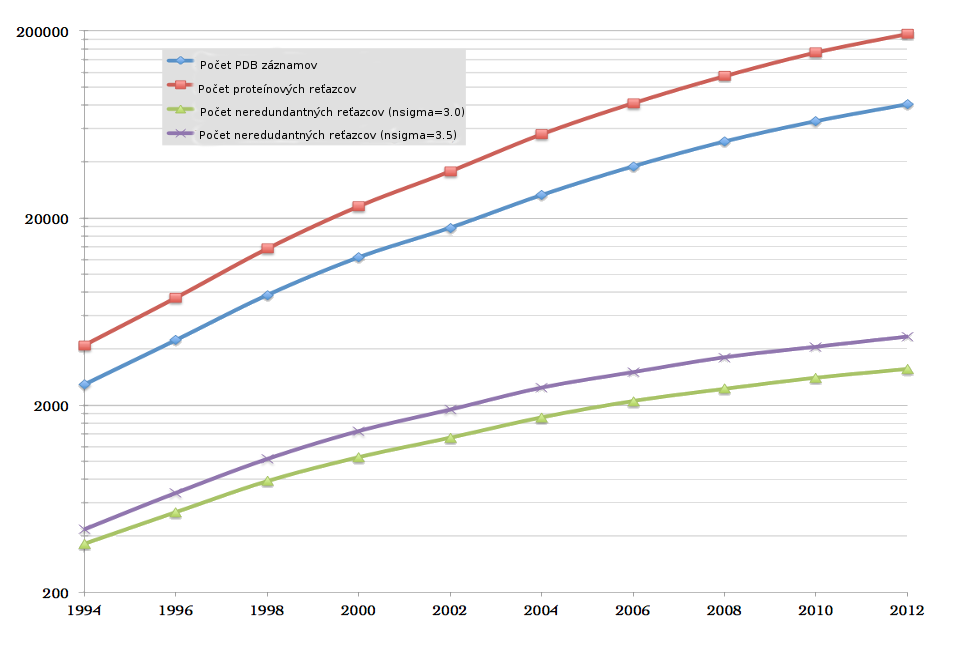 200000
Počet PDB záznamov
Počet proteínových reťazcov
Počet neredundantných reťazcov (nsigma=3.0)
Počet neredudantných reťazcov (nsigma=3.5)
20000
2000
200
1994 1996 1998 2000 2002 2004 2006 2008 2010 2012